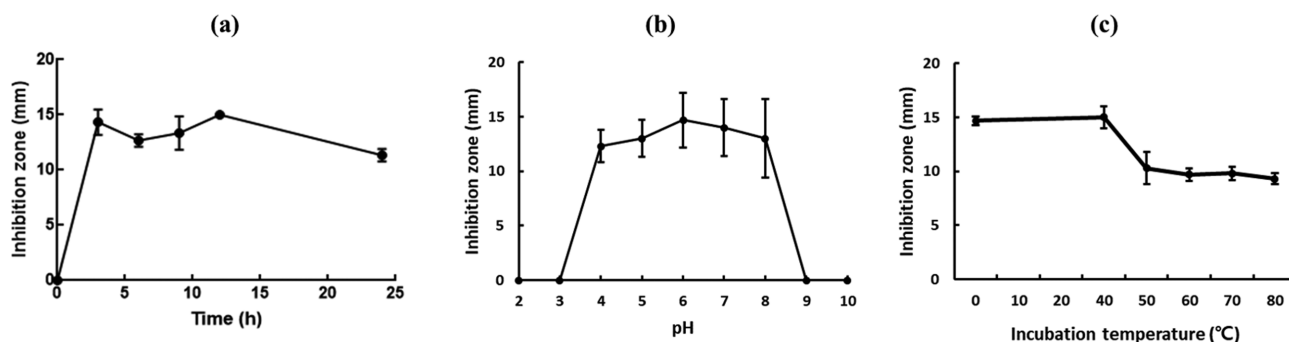 (a)
20
15
10
5
0
0 5 10 15 20 25
Inhibition zone (mm)
Time (h)
(b)
20
15
10
5
0
2 3 4 5 6 7 8 9 10
Inhibition zone (mm)
pH
(c)
20
15
10
5
0
0 10 20 40 50 60 70 80
Inhibition zone (mm)
Incubation temperature (℃)